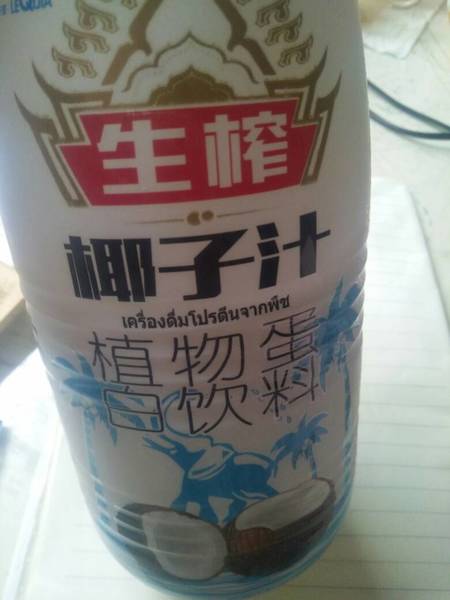 生榨
椰子汁
เครื่องดื่มโปรตีนจากพืช
植物蛋
白饮料